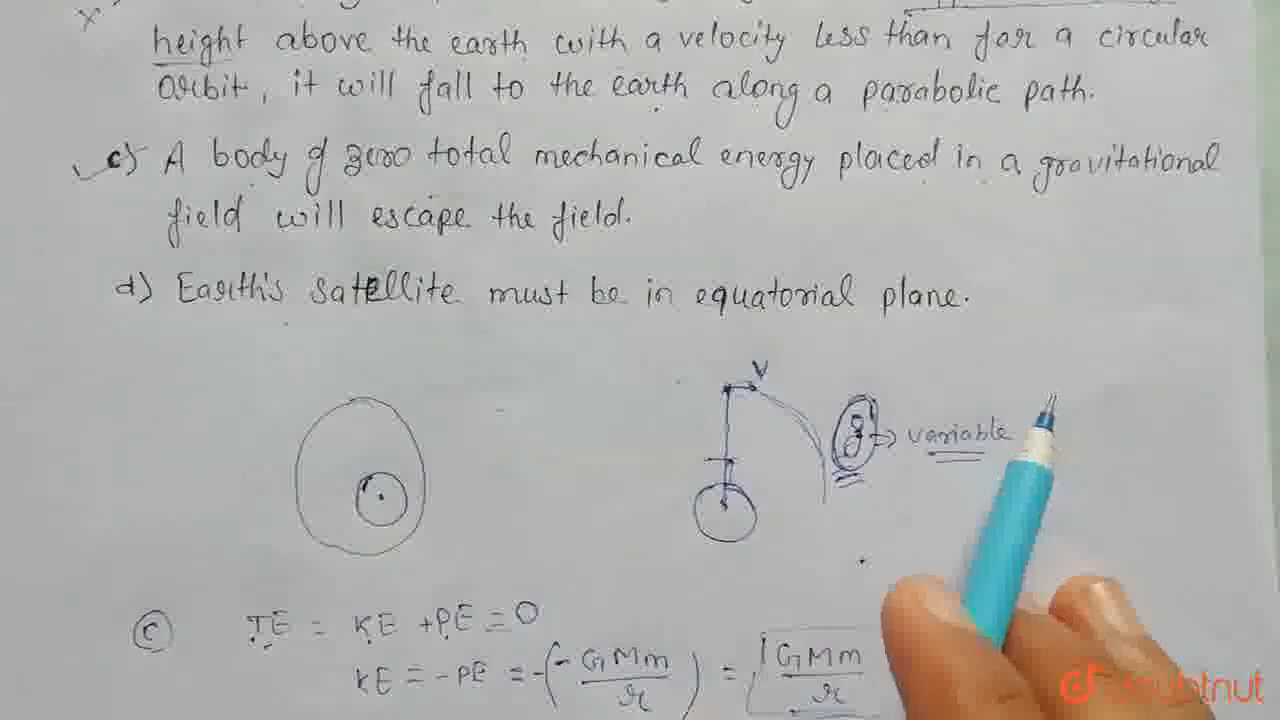 height above the earth with a velocity less than for a circular
orbit, it will fall to the earth along a parabolic path.
c) A body of zero total mechanical energy placed in a gravitational
field will escape the field.
d) Earth's satellite must be in equatorial plane.
V
g ⇒ variable
(C) TE = KE + PE = 0
KE = -PE = -(-GMm/r) = GMm/r
doubtnut